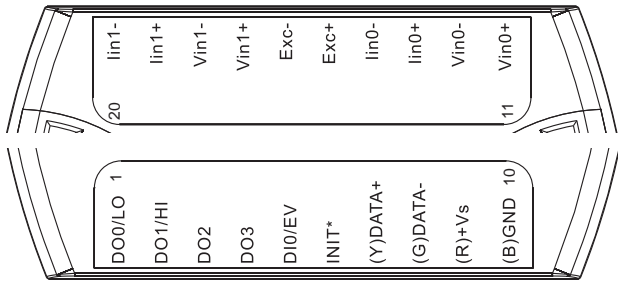 Iin1-
Iin1+
Vin1-
Vin1+
Exc-
Exc+
Iin0-
Iin0+
Vin0-
Vin0+
20
11
1
10
DO0/LO
DO1/HI
DO2
DO3
DI0/EV
INIT*
(Y)DATA+
(G)DATA-
(R)+Vs
(B)GND